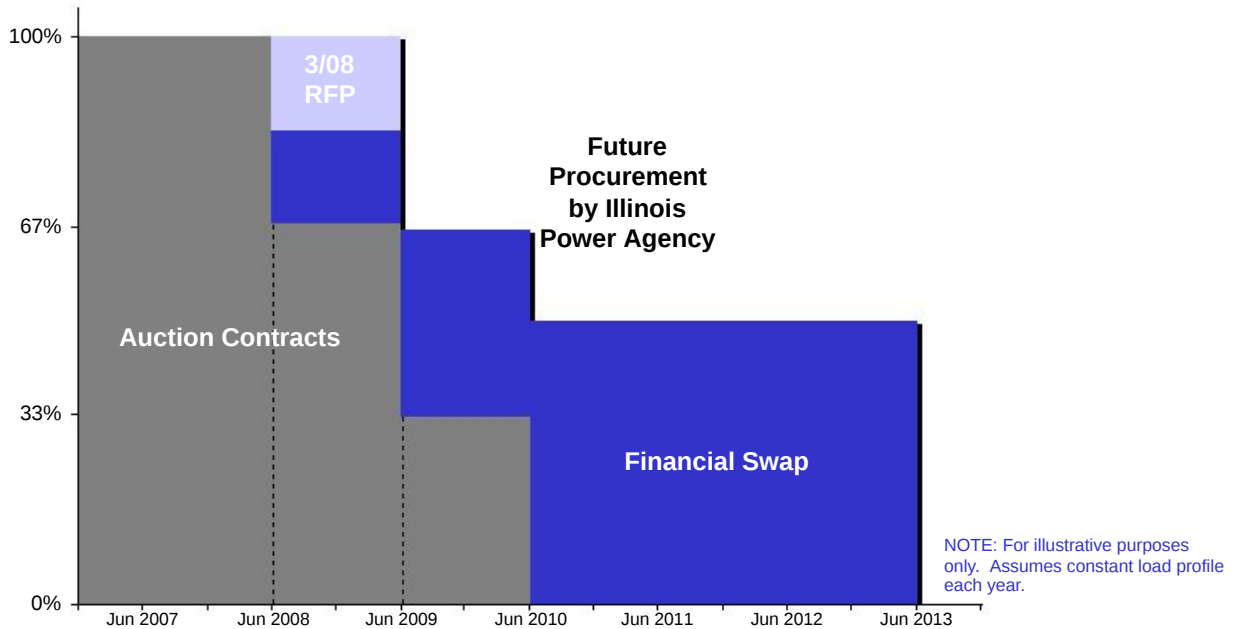 100%
3/08
RFP
Future
Procurement
by Illinois
Power Agency
67%
Auction Contracts
33%
Financial Swap
NOTE: For illustrative purposes
only.  Assumes constant load profile
each year.
0%
Jun 2007
Jun 2008
Jun 2009
Jun 2010
Jun 2011
Jun 2012
Jun 2013